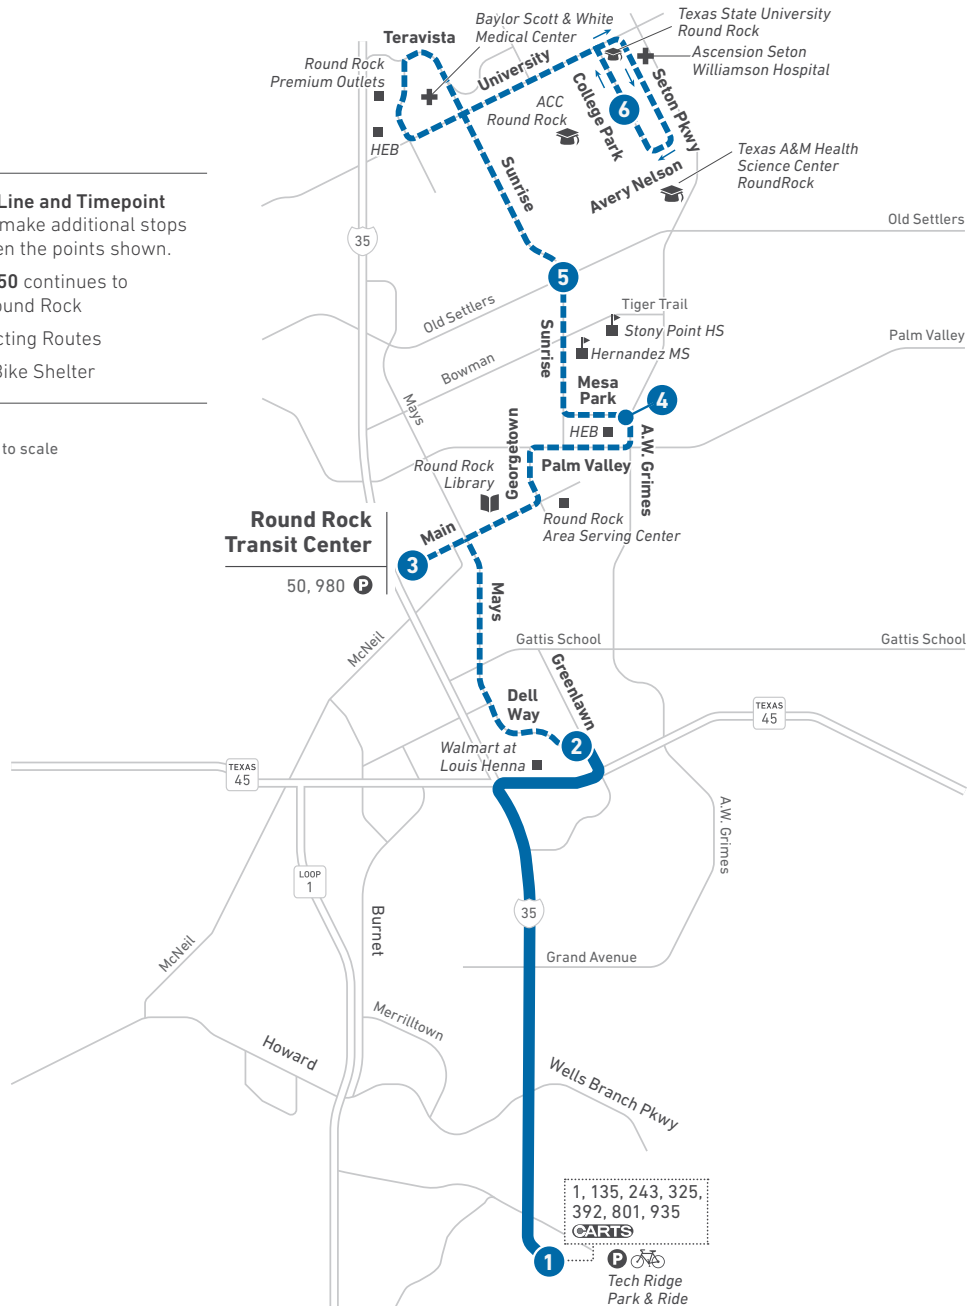 Baylor Scott & White
Medical Center
Texas State University
Round Rock
Teravista
Ascension Seton
Williamson Hospital
Round Rock
Premium Outlets
University
Seton Pkwy
College Park
6
ACC
Round Rock
HEB
Sunrise
Avery Nelson
Texas A&M Health
Science Center
RoundRock
Line and Timepoint
make additional stops
en the points shown.
50 continues to
ound Rock
cting Routes
Bike Shelter
to scale
35
Old Settlers
5
Old Settlers
Tiger Trail
Stony Point HS
Sunrise
Hernandez MS
Palm Valley
Bowman
Mesa
Park
4
Mays
HEB
Georgetown
A.W. Grimes
Palm Valley
Round Rock
Library
Round Rock
Area Serving Center
Round Rock
Transit Center
Main
3
50, 980 P
Mays
McNeil
Gattis School
Gattis School
Greenlawn
Dell
Way
TEXAS
45
2
Walmart at
Louis Henna
TEXAS
45
A.W. Grimes
LOOP
1
35
Burnet
McNeil
Grand Avenue
Merrilltown
Howard
Wells Branch Pkwy
1, 135, 243, 325,
392, 801, 935
CARTS
1
P
Tech Ridge
Park & Ride